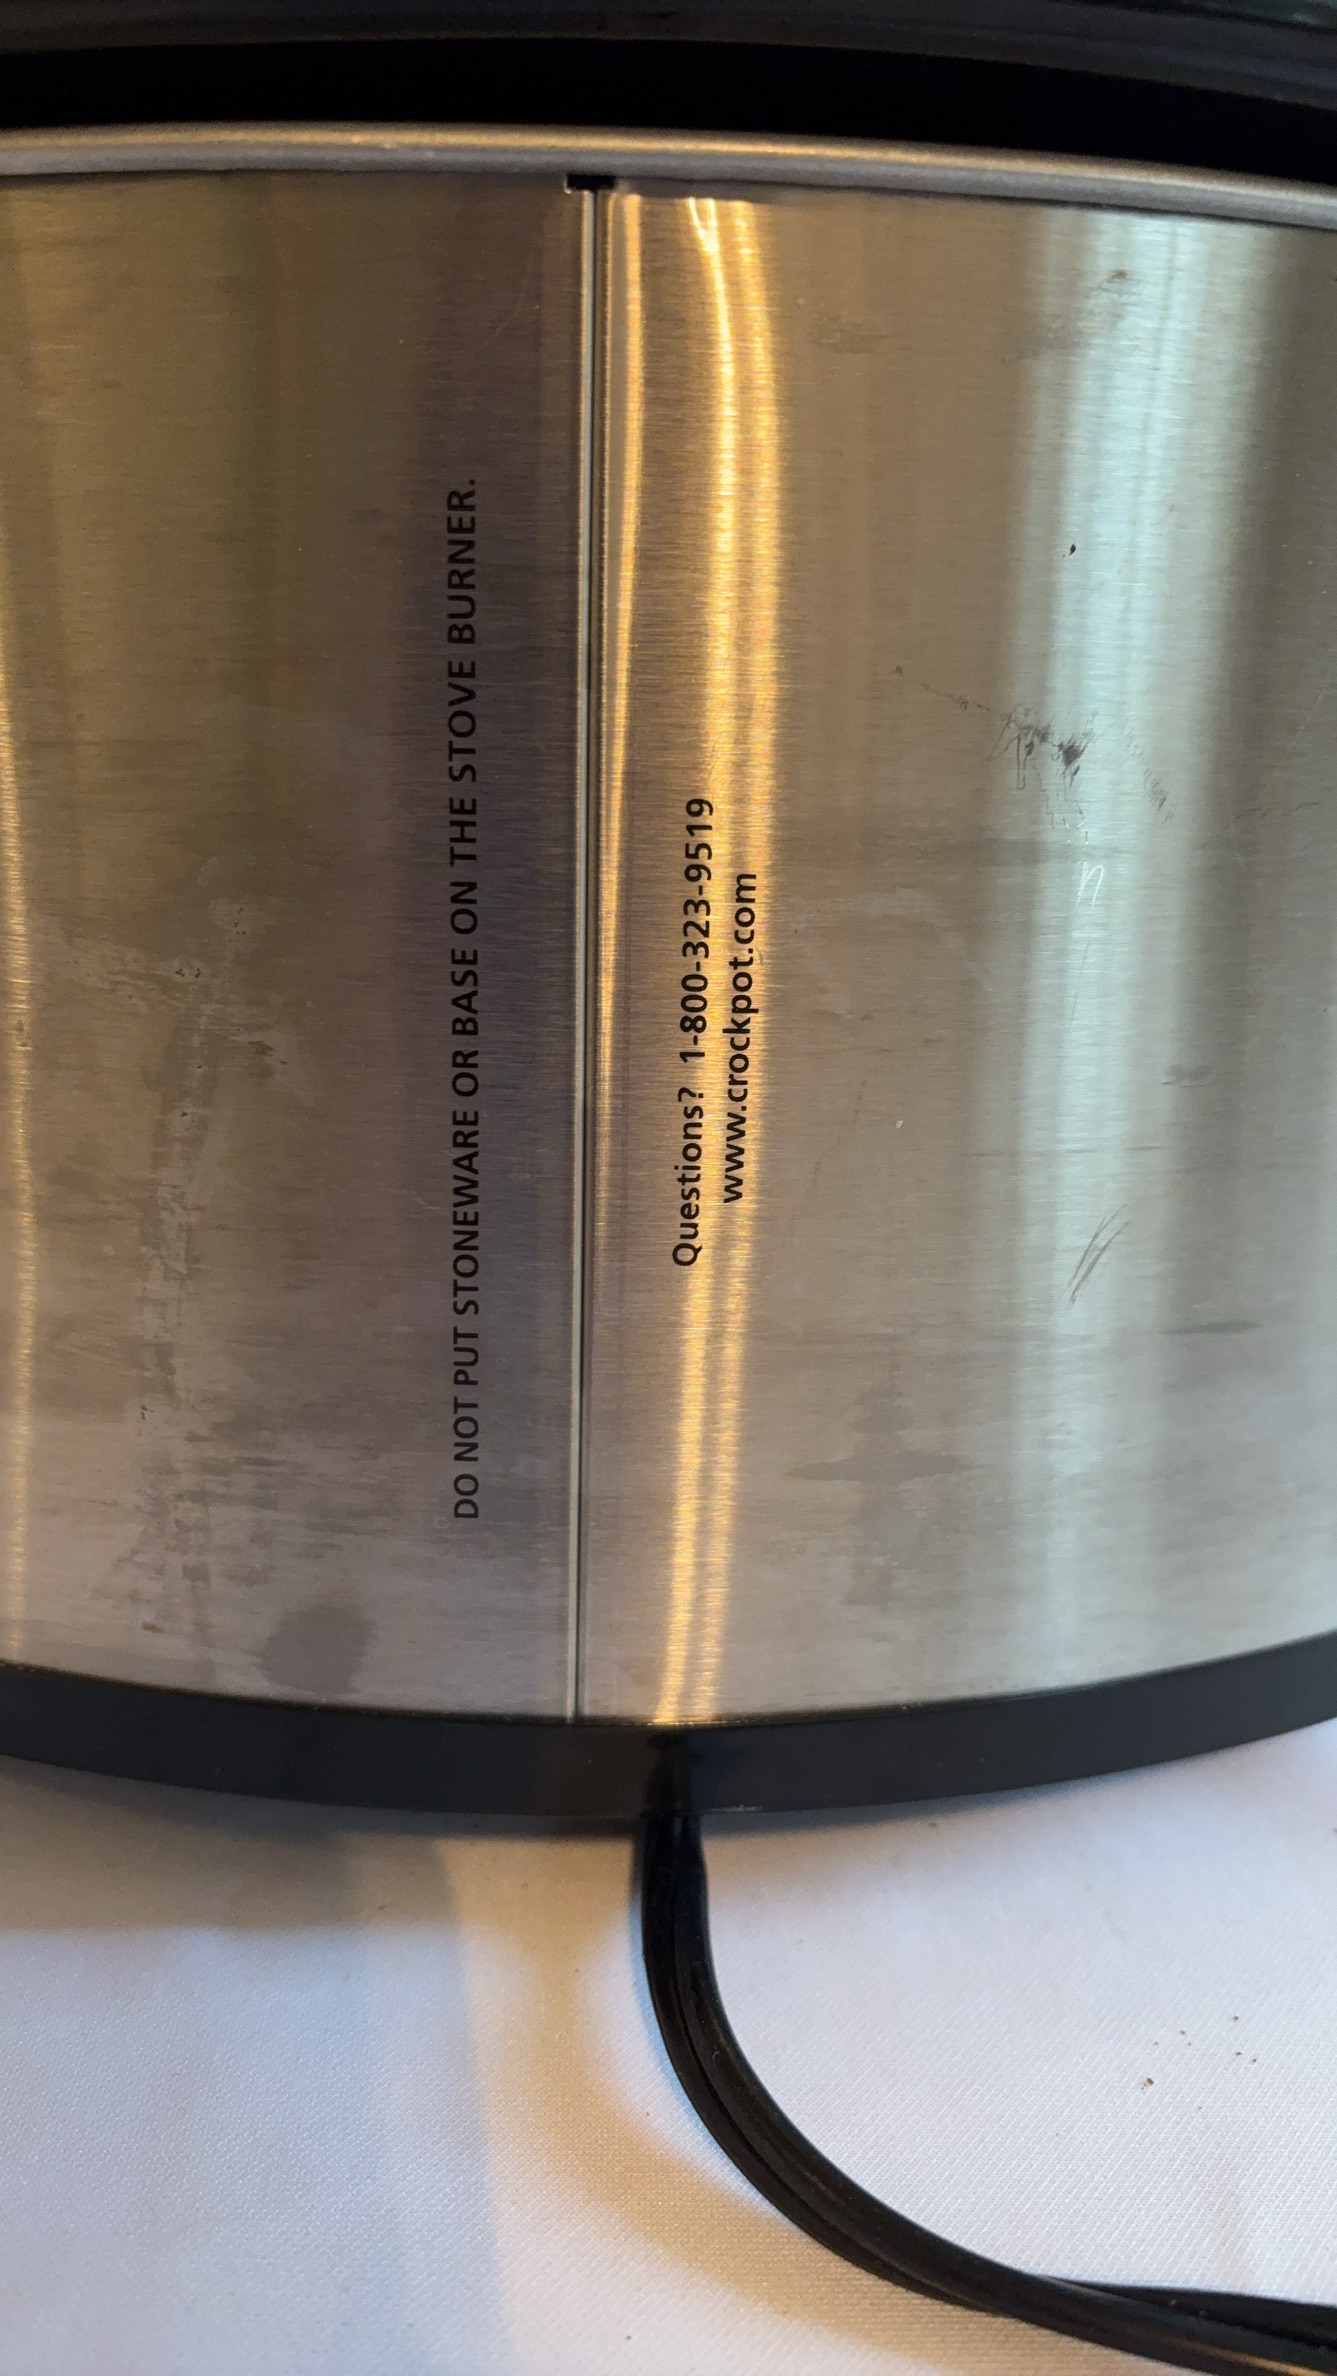 DO NOT PUT STONEWARE OR BASE ON THE STOVE BURNER.
Questions? 1-800-323-9519
www.crockpot.com